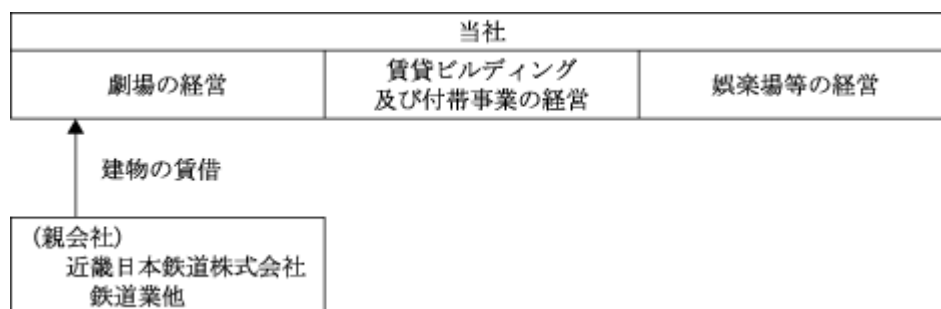 当社
劇場の経営
賃貸ビルディング
及び付帯事業の経営
娯楽場等の経営
建物の賃借
(親会社)
近畿日本鉄道株式会社
鉄道業他